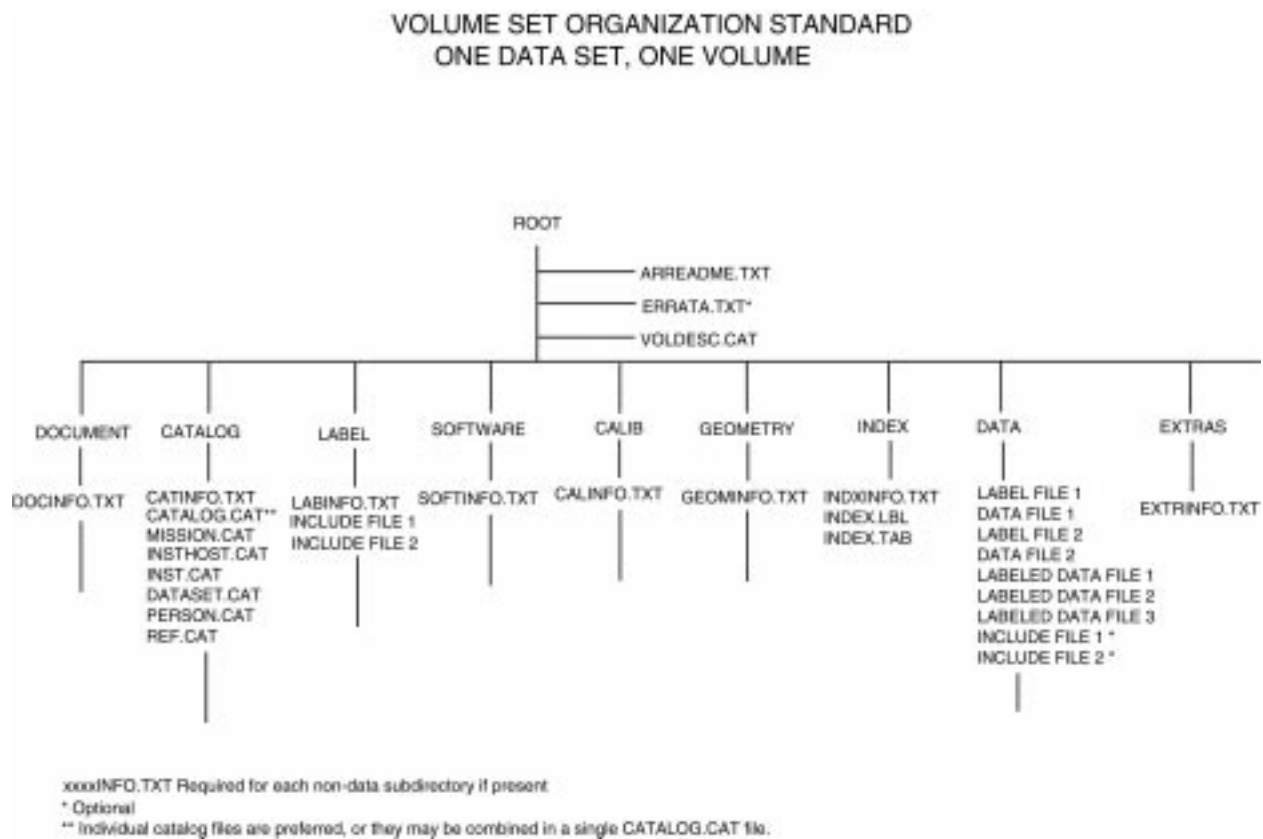 VOLUME SET ORGANIZATION STANDARD
ONE DATA SET, ONE VOLUME
ROOT
ARREADME.TXT
ERRATA.TXT*
VOLDESC.CAT
DOCUMENT
CATALOG
LABEL
SOFTWARE
CALIB
GEOMETRY
INDEX
DATA
EXTRAS
DOCINFO.TXT
CATINFO.TXT
CATALOG.CAT**
MISSION.CAT
INSTHOST.CAT
INST.CAT
DATASET.CAT
PERSON.CAT
REF.CAT
LABINFO.TXT
INCLUDE FILE 1
INCLUDE FILE 2
SOFTINFO.TXT
CALINFO.TXT
GEOMINFO.TXT
INDXINFO.TXT
INDEX.LBL
INDEX.TAB
LABEL FILE 1
DATA FILE 1
LABEL FILE 2
DATA FILE 2
LABELED DATA FILE 1
LABELED DATA FILE 2
LABELED DATA FILE 3
INCLUDE FILE 1 *
INCLUDE FILE 2 *
EXTRINFO.TXT
xxxxINFO.TXT Required for each non-data subdirectory if present
* Optional
** Individual catalog files are preferred, or they may be combined in a single CATALOG.CAT file.